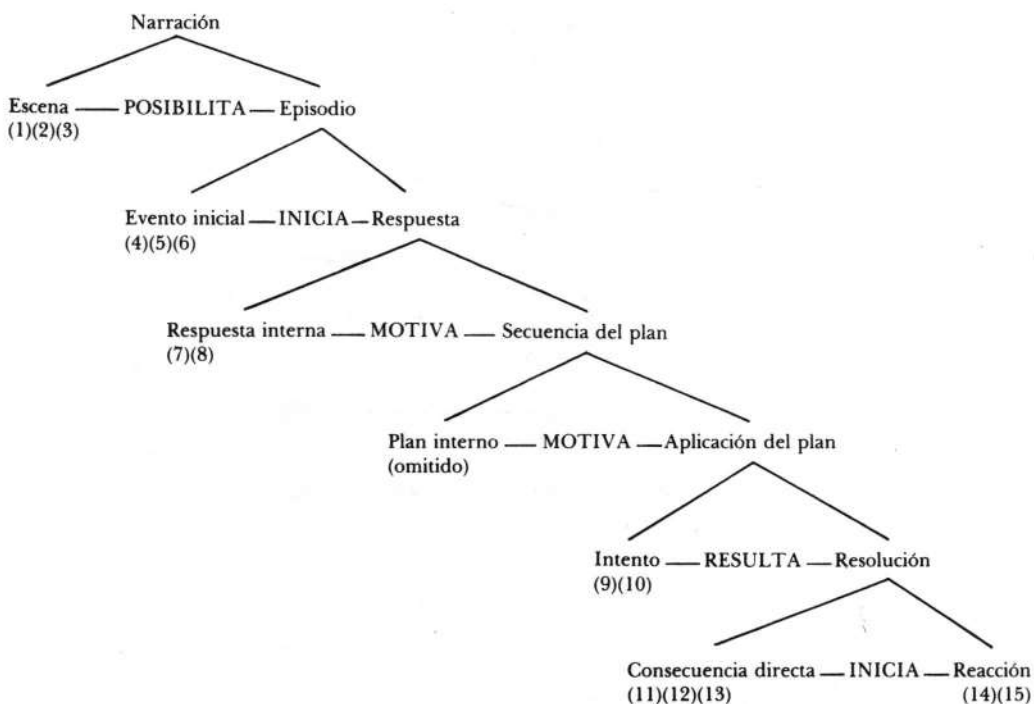 Narración
Escena — POSIBILITA — Episodio
(1)(2)(3)
Evento inicial — INICIA — Respuesta
(4)(5)(6)
Respuesta interna — MOTIVA — Secuencia del plan
(7)(8)
Plan interno — MOTIVA — Aplicación del plan
(omitido)
Intento — RESULTA — Resolución
(9)(10)
Consecuencia directa — INICIA — Reacción
(11)(12)(13) (14)(15)